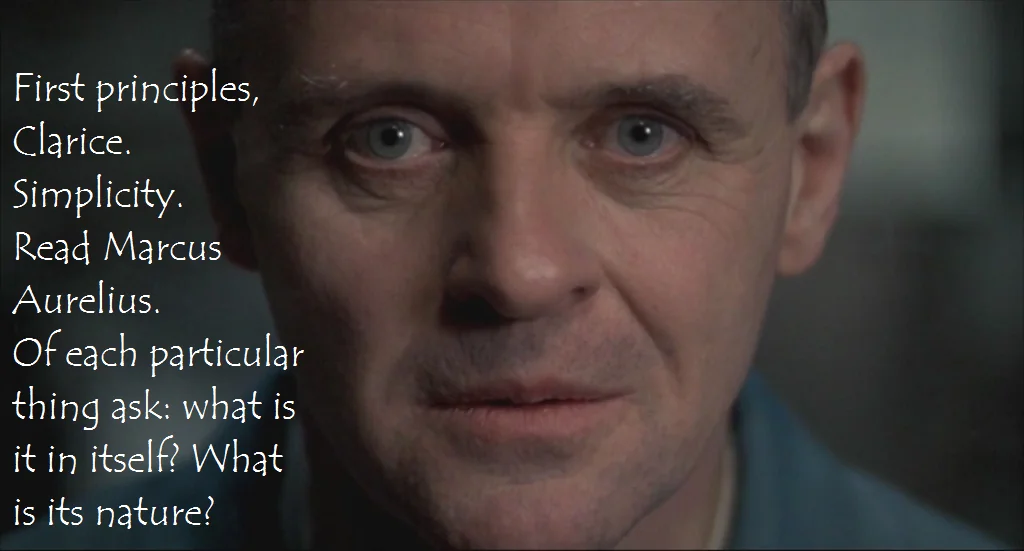 First principles,
Clarice.
Simplicity.
Read Marcus
Aurelius.
Of each particular
thing ask: what is
it in itself? What
is its nature?